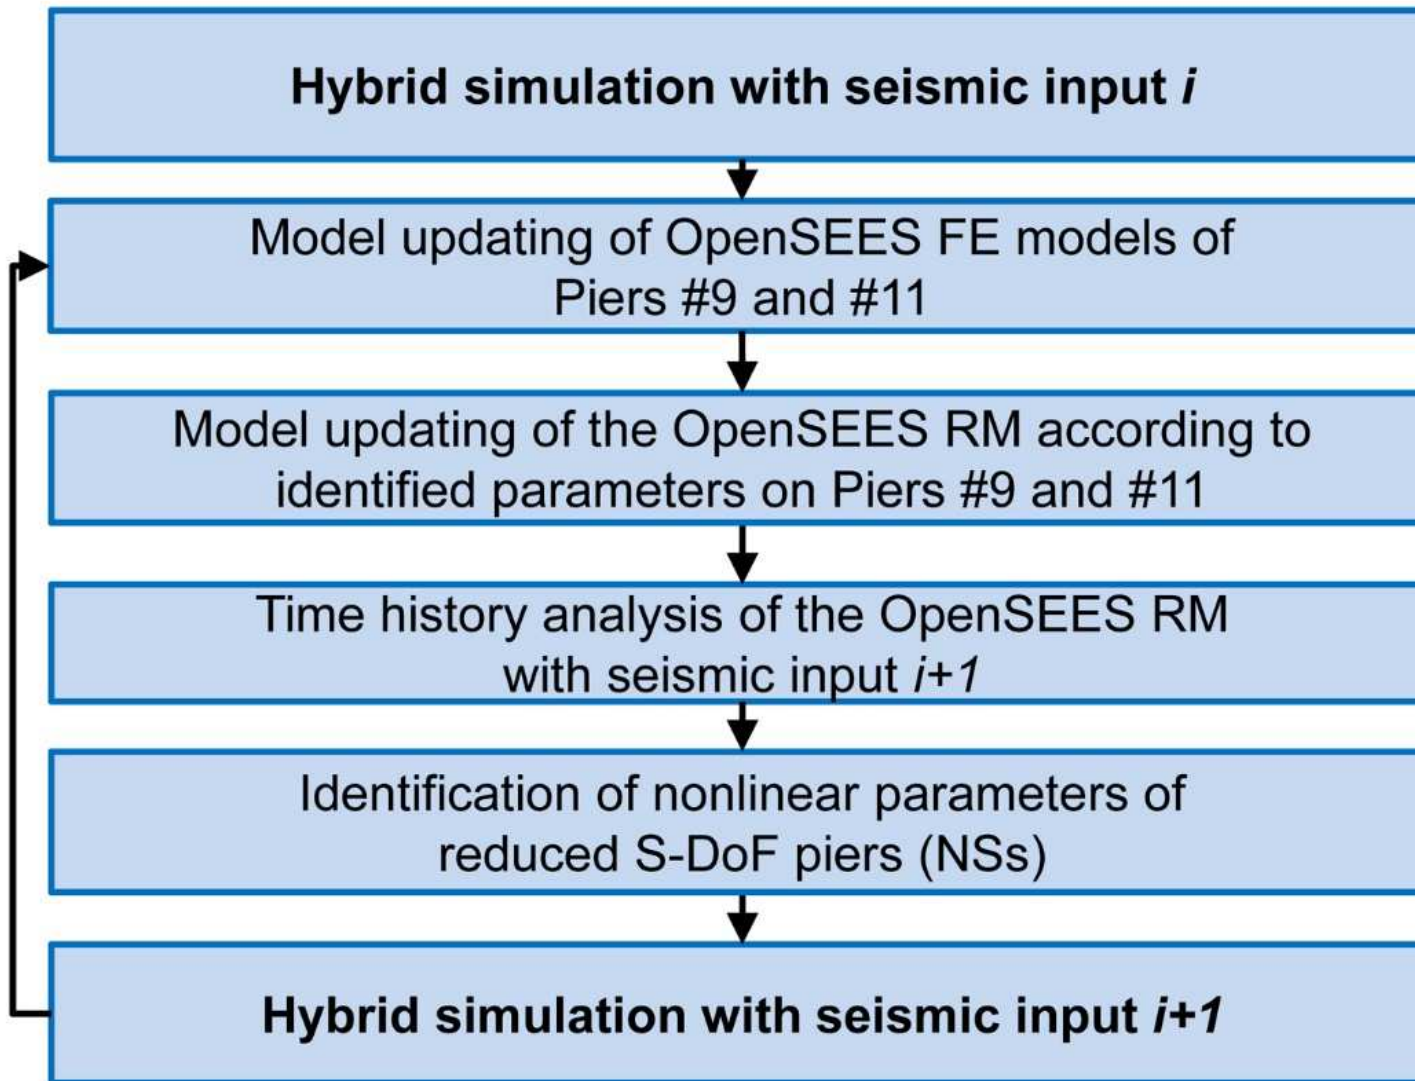 Hybrid simulation with seismic input i
Model updating of OpenSEES FE models of
Piers #9 and #11
Model updating of the OpenSEES RM according to
identified parameters on Piers #9 and #11
Time history analysis of the OpenSEES RM
with seismic input i+1
Identification of nonlinear parameters of
reduced S-DoF piers (NSs)
Hybrid simulation with seismic input i+1